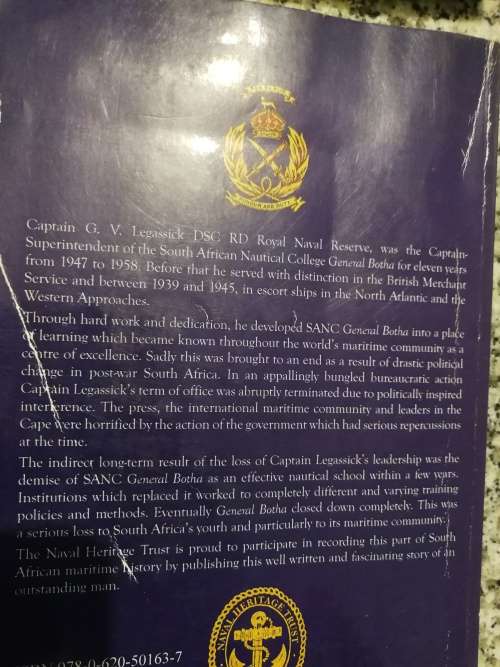 Captain G. V. Legassick DSC RD Royal Naval Reserve, was the Captain-
Superintendent of the South African Nautical College General Botha for eleven years
from 1947 to 1958. Before that he served with distinction in the British Merchant
Service and between 1939 and 1945, in escort ships in the North Atlantic and the
Western Approaches.
Through hard work and dedication, he developed SANC General Botha into a place
of learning which became known throughout the world's maritime community as a
centre of excellence. Sadly this was brought to an end as a result of drastic political
change in post-war South Africa. In an appallingly bungled bureaucratic action
Captain Legassick's term of office was abruptly terminated due to politically inspired
interference. The press, the international maritime community and leaders in the
Cape were horrified by the action of the government which had serious repercussions
at the time.
The indirect long-term result of the loss of Captain Legassick's leadership was the
demise of SANC General Botha as an effective nautical school within a few years.
Institutions which replaced it worked to completely different and varying training
policies and methods. Eventually General Botha closed down completely. This was
a serious loss to South Africa's youth and particularly to its maritime community.
The Naval Heritage Trust is proud to participate in recording this part of South
African maritime history by publishing this well written and fascinating story of an
outstanding man.
NAVAL HERITAGE TRUST
978-0-620-50163-7